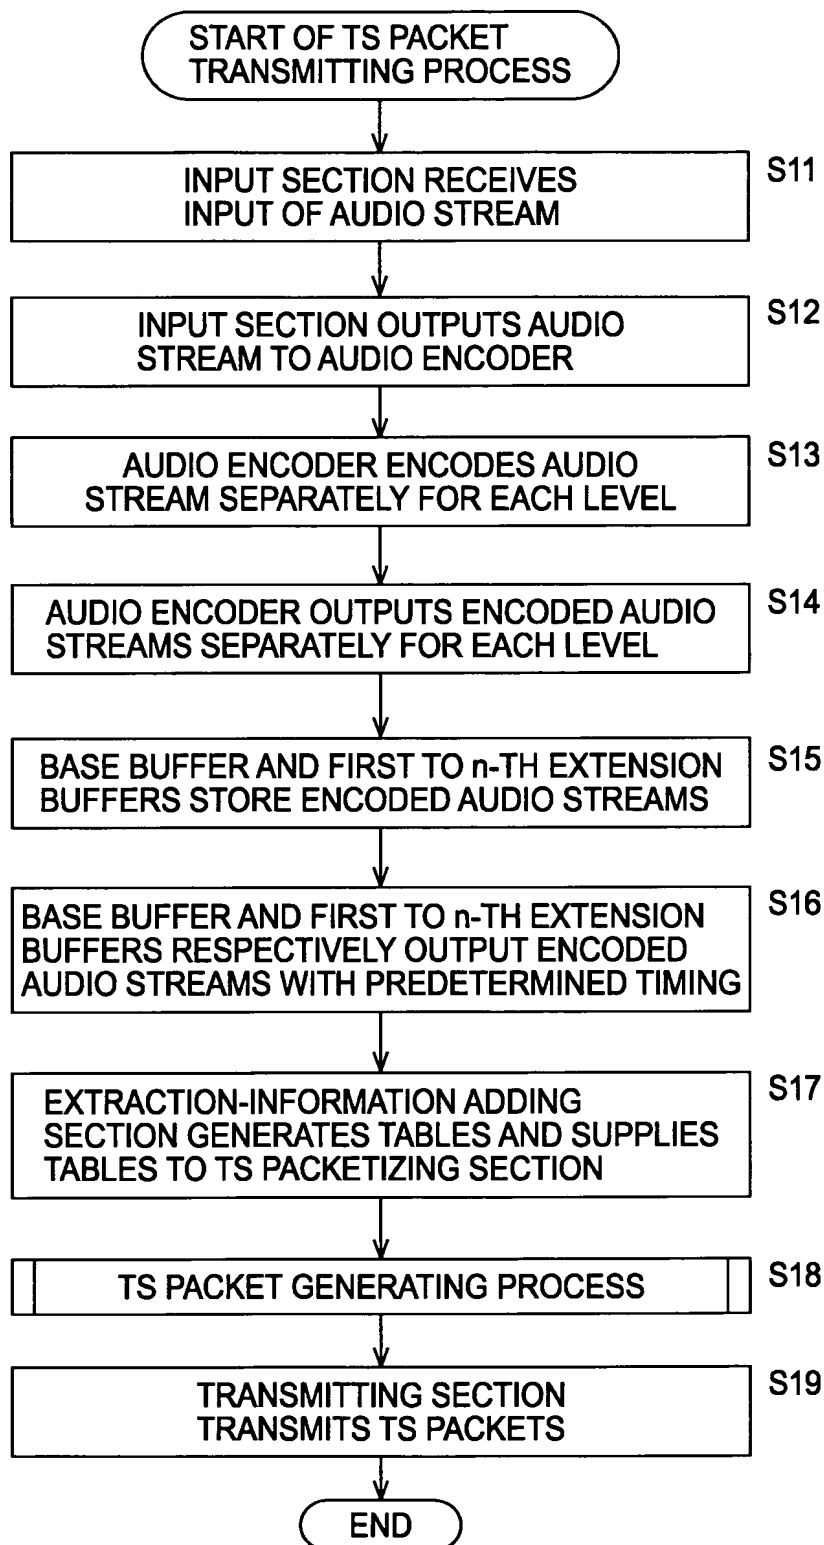 START OF TS PACKET
TRANSMITTING PROCESS
S11
INPUT SECTION RECEIVES
INPUT OF AUDIO STREAM
S12
INPUT SECTION OUTPUTS AUDIO
STREAM TO AUDIO ENCODER
S13
AUDIO ENCODER ENCODES AUDIO
STREAM SEPARATELY FOR EACH LEVEL
S14
AUDIO ENCODER OUTPUTS ENCODED AUDIO
STREAMS SEPARATELY FOR EACH LEVEL
S15
BASE BUFFER AND FIRST TO n-TH EXTENSION
BUFFERS STORE ENCODED AUDIO STREAMS
S16
BASE BUFFER AND FIRST TO n-TH EXTENSION
BUFFERS RESPECTIVELY OUTPUT ENCODED
AUDIO STREAMS WITH PREDETERMINED TIMING
S17
EXTRACTION-INFORMATION ADDING
SECTION GENERATES TABLES AND SUPPLIES
TABLES TO TS PACKETIZING SECTION
S18
TS PACKET GENERATING PROCESS
S19
TRANSMITTING SECTION
TRANSMITS TS PACKETS
END